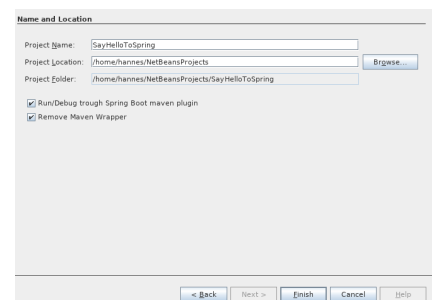 Name and Location
Project Name: SayHelloToSpring
Project Location: /home/hannes/NetBeansProjects Browse...
Project Folder: /home/hannes/NetBeansProjects/SayHelloToSpring
Run/Debug trough Spring Boot maven plugin
Remove Maven Wrapper
< Back Next > Finish Cancel Help